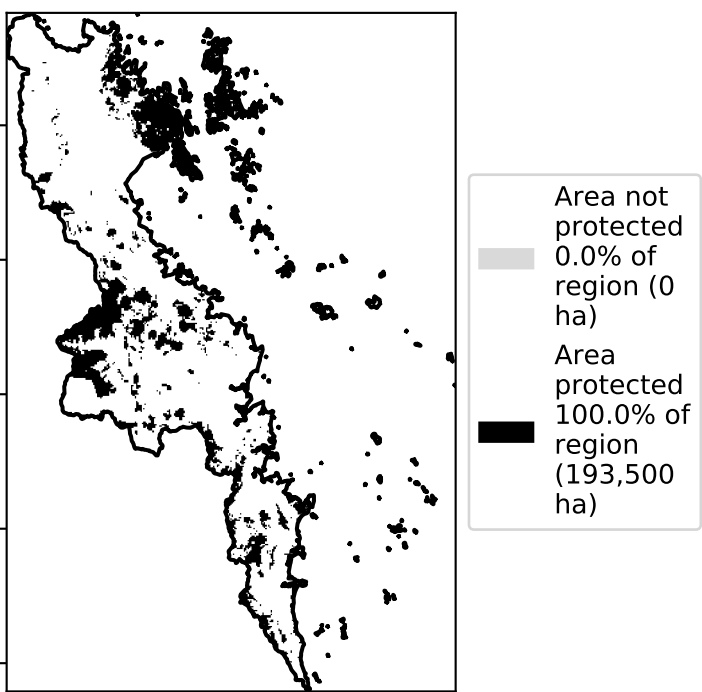 Area not
protected
0.0% of
region (0
ha)
Area
protected
100.0% of
region
(193,500
ha)